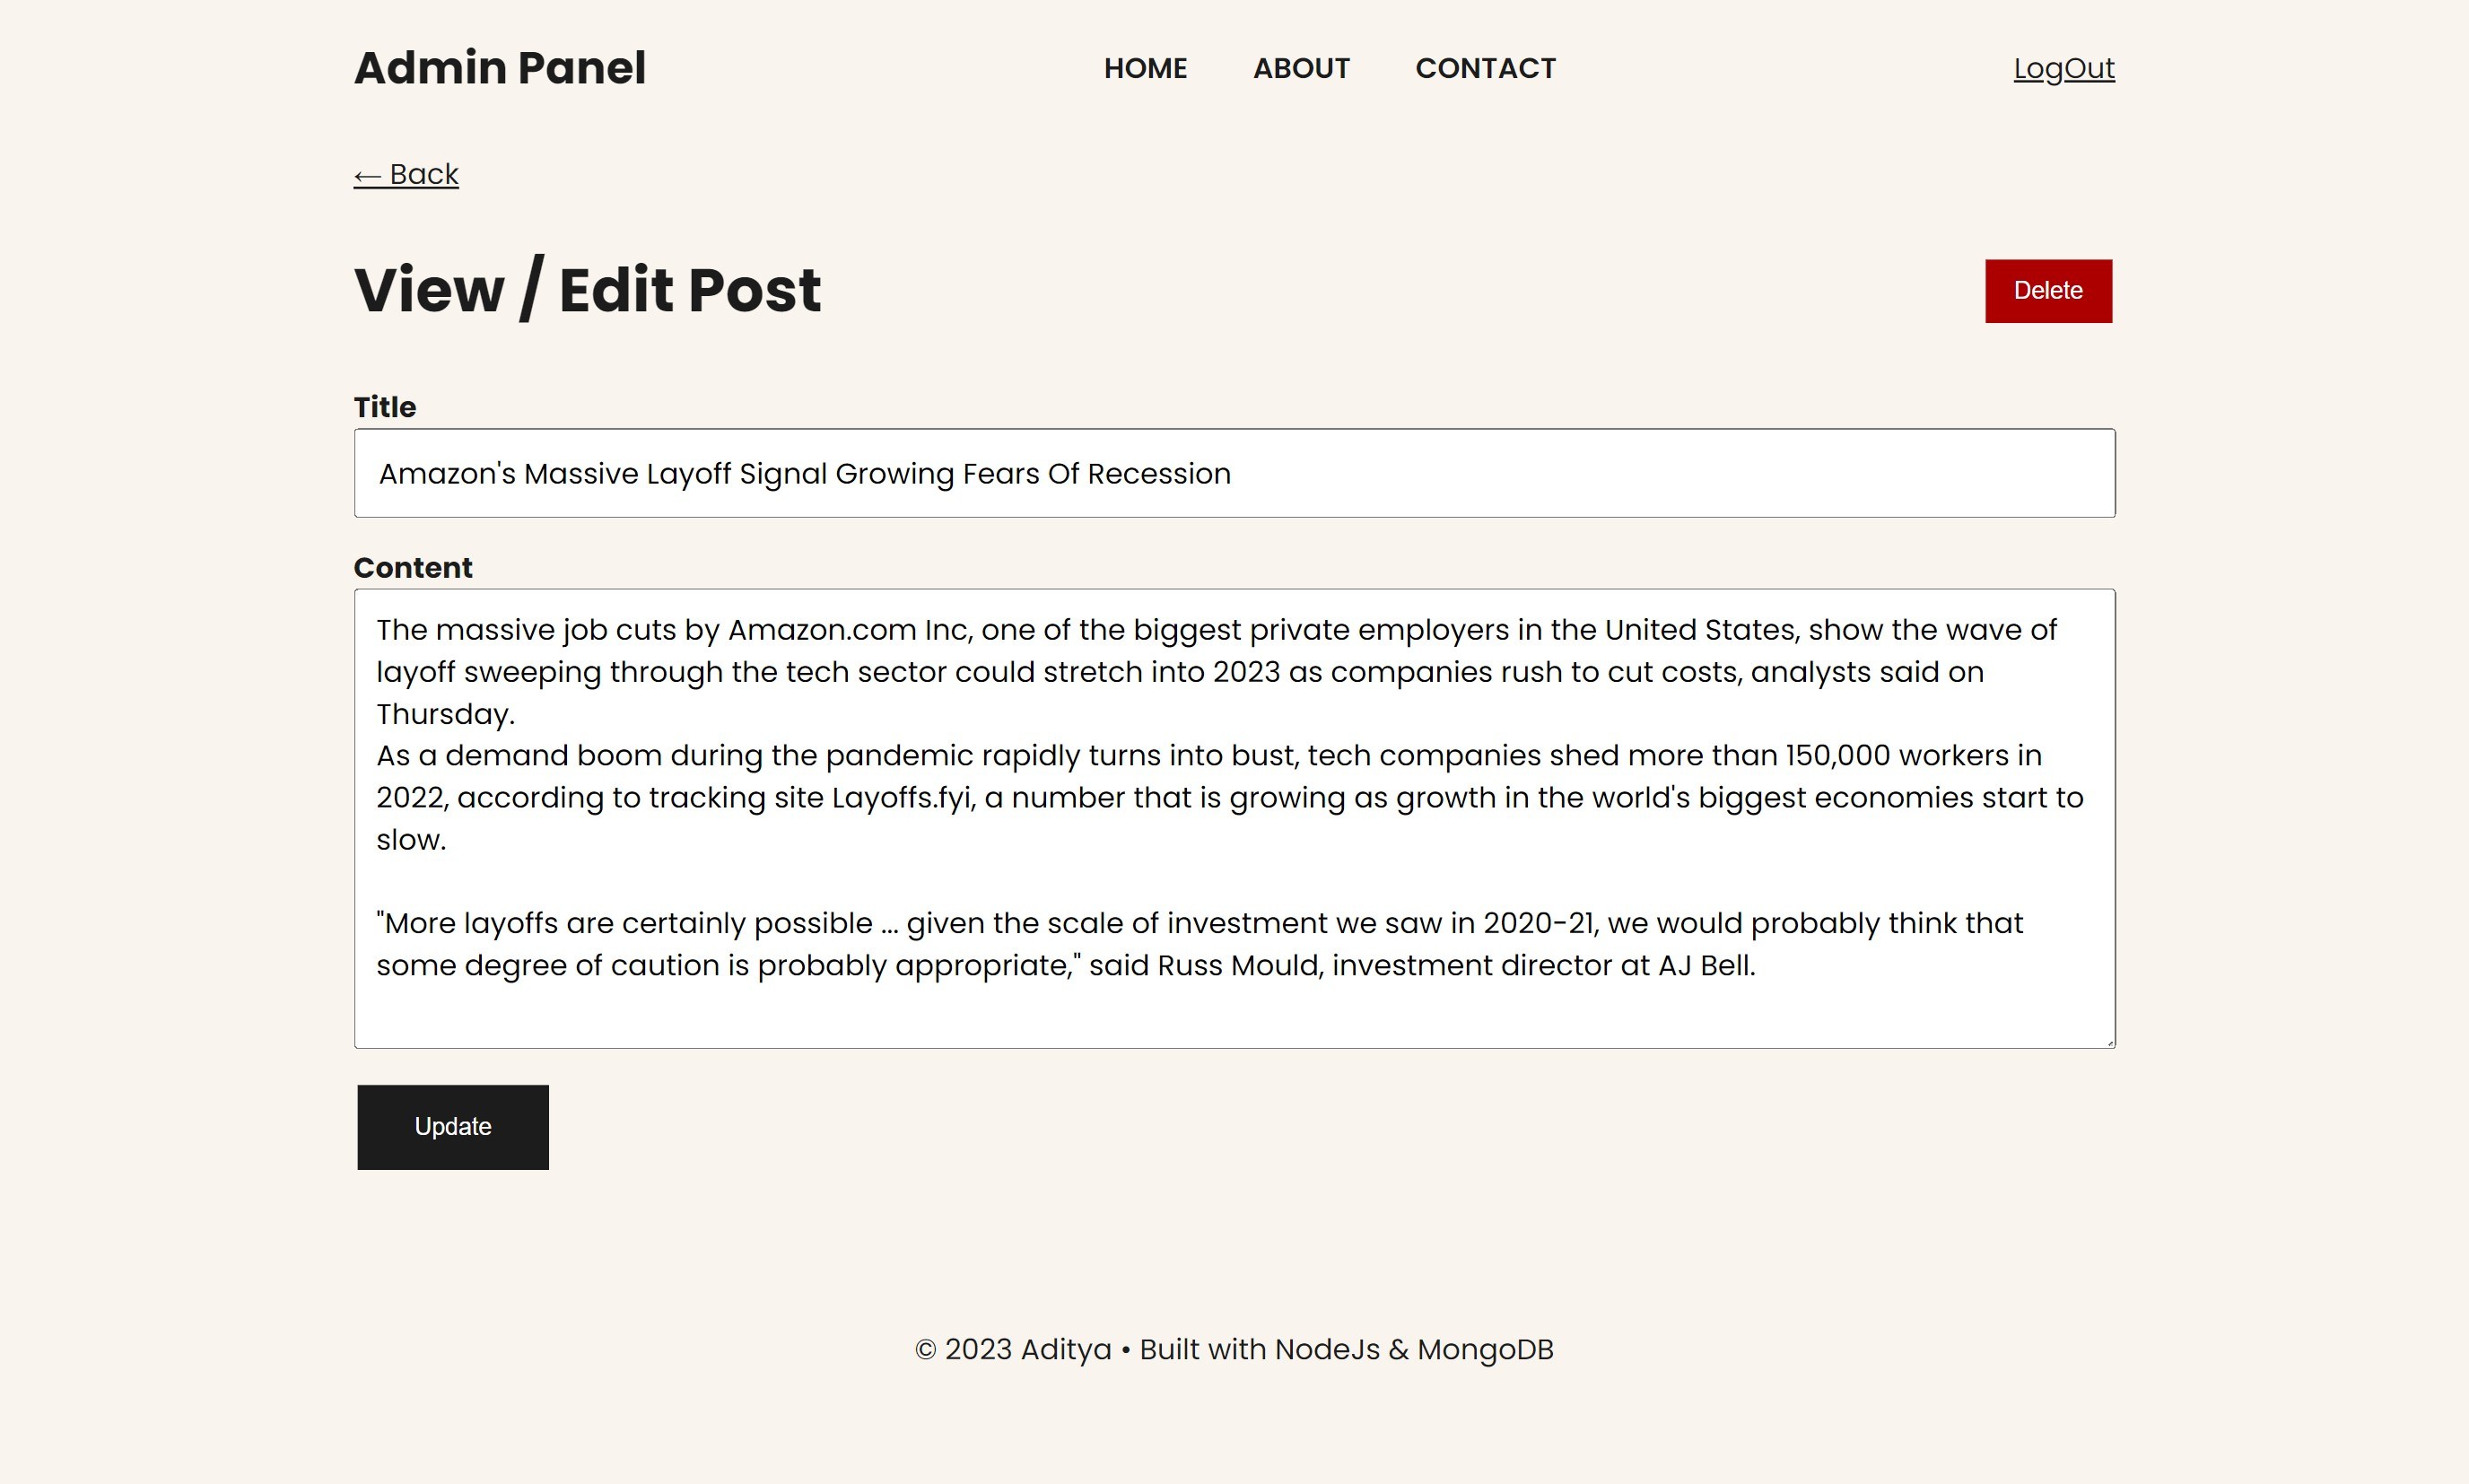 Admin Panel
HOME ABOUT CONTACT
LogOut
← Back
View / Edit Post
Delete
Title
Amazon's Massive Layoff Signal Growing Fears Of Recession
Content
The massive job cuts by Amazon.com Inc, one of the biggest private employers in the United States, show the wave of
layoff sweeping through the tech sector could stretch into 2023 as companies rush to cut costs, analysts said on
Thursday.
As a demand boom during the pandemic rapidly turns into bust, tech companies shed more than 150,000 workers in
2022, according to tracking site Layoffs.fyi, a number that is growing as growth in the world's biggest economies start to
slow.
"More layoffs are certainly possible ... given the scale of investment we saw in 2020-21, we would probably think that
some degree of caution is probably appropriate," said Russ Mould, investment director at AJ Bell.
Update
© 2023 Aditya • Built with NodeJs & MongoDB